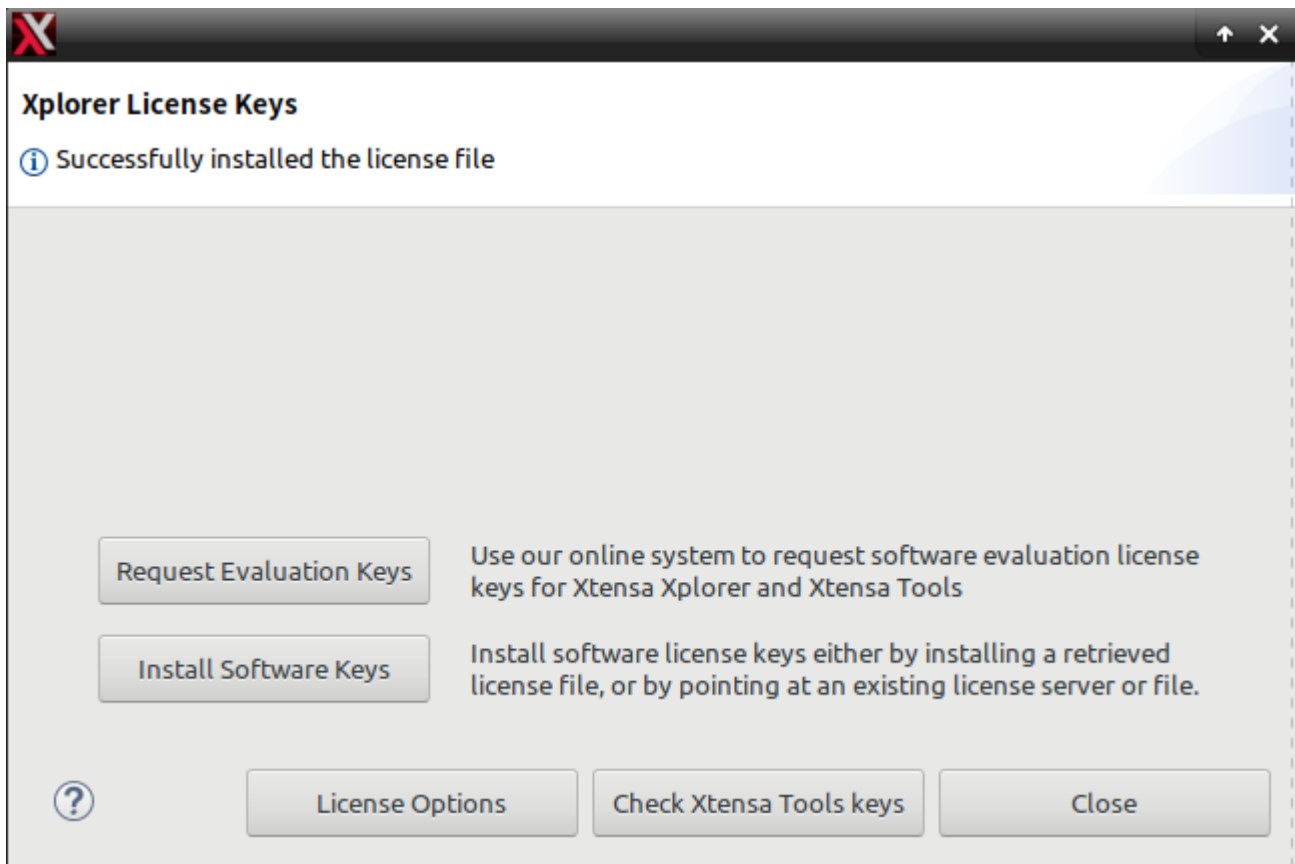 Xplorer License Keys
Successfully installed the license file
Request Evaluation Keys
Use our online system to request software evaluation license
keys for Xtensa Xplorer and Xtensa Tools
Install Software Keys
Install software license keys either by installing a retrieved
license file, or by pointing at an existing license server or file.
License Options
Check Xtensa Tools keys
Close